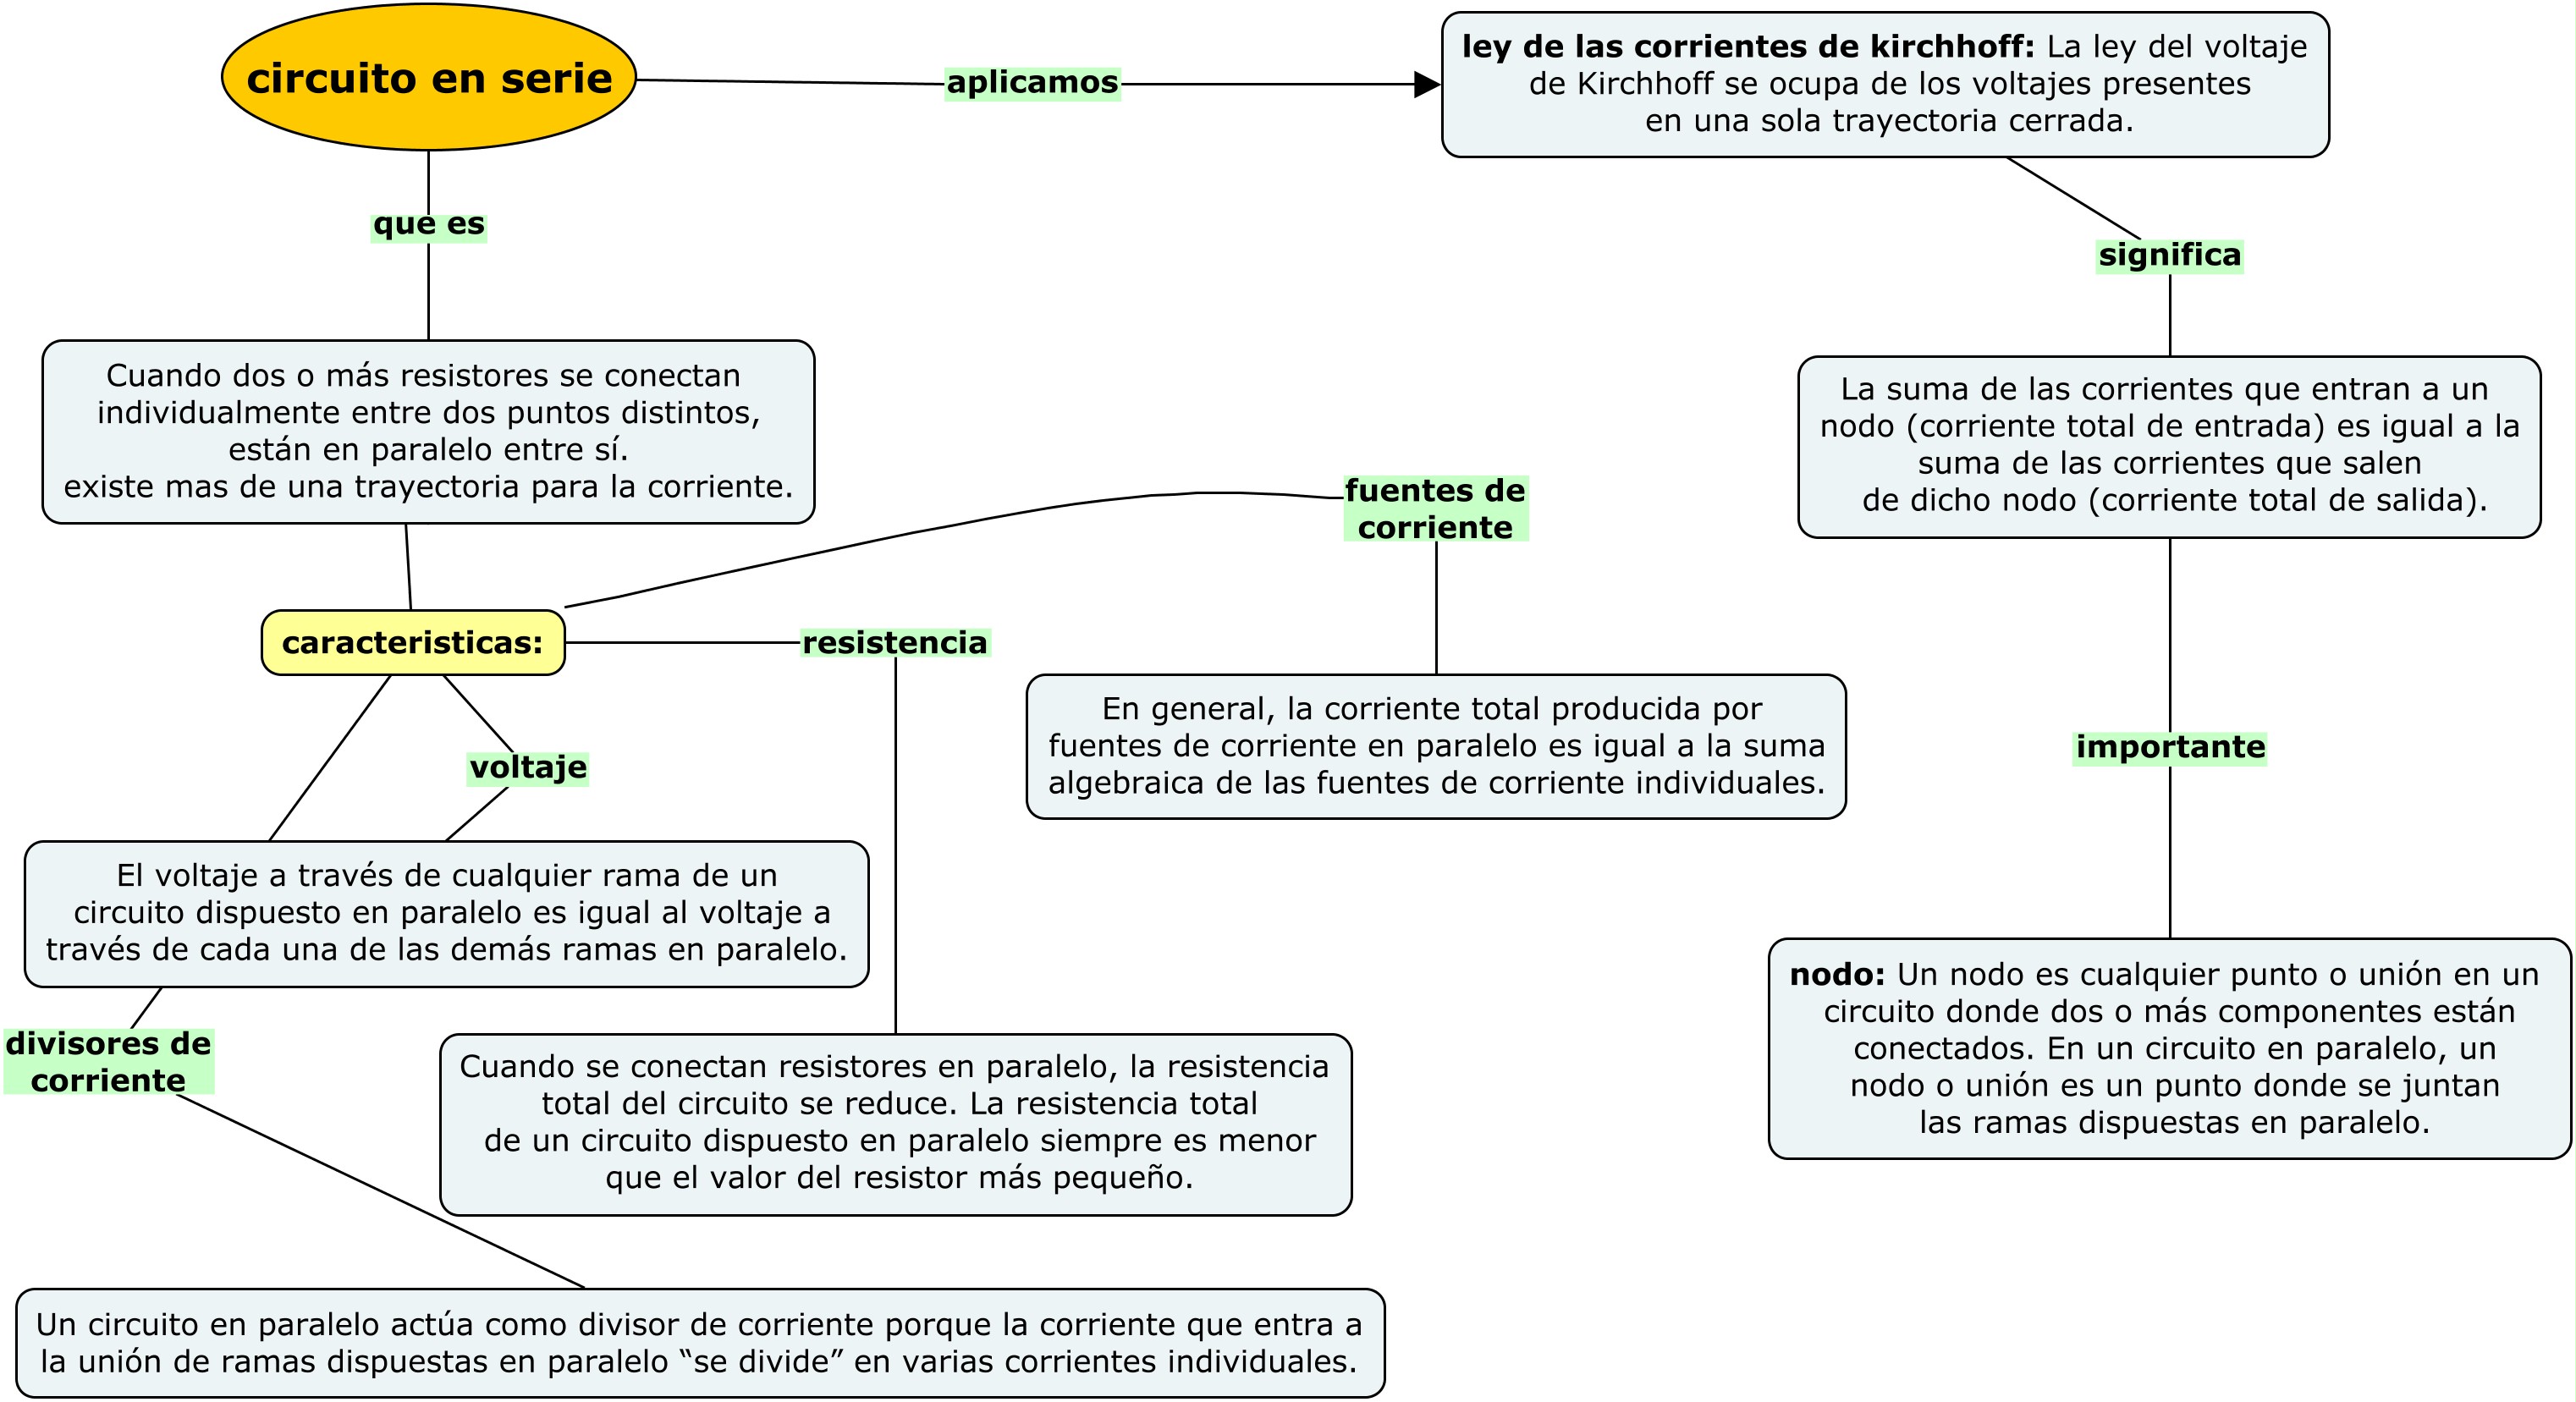 circuito en serie
aplicamos
ley de las corrientes de kirchhoff: La ley del voltaje
de Kirchhoff se ocupa de los voltajes presentes
en una sola trayectoria cerrada.
que es
significa
Cuando dos o más resistores se conectan
individualmente entre dos puntos distintos,
están en paralelo entre sí.
existe mas de una trayectoria para la corriente.
La suma de las corrientes que entran a un
nodo (corriente total de entrada) es igual a la
suma de las corrientes que salen
de dicho nodo (corriente total de salida).
fuentes de
corriente
caracteristicas:
resistencia
En general, la corriente total producida por
fuentes de corriente en paralelo es igual a la suma
algebraica de las fuentes de corriente individuales.
importante
voltaje
El voltaje a través de cualquier rama de un
circuito dispuesto en paralelo es igual al voltaje a
través de cada una de las demás ramas en paralelo.
nodo: Un nodo es cualquier punto o unión en un
circuito donde dos o más componentes están
conectados. En un circuito en paralelo, un
nodo o unión es un punto donde se juntan
las ramas dispuestas en paralelo.
divisores de
corriente
Cuando se conectan resistores en paralelo, la resistencia
total del circuito se reduce. La resistencia total
de un circuito dispuesto en paralelo siempre es menor
que el valor del resistor más pequeño.
Un circuito en paralelo actúa como divisor de corriente porque la corriente que entra a
la unión de ramas dispuestas en paralelo “se divide” en varias corrientes individuales.